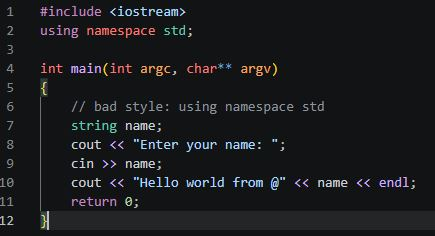 1 #include <iostream>
2 using namespace std;
3
4 int main(int argc, char** argv)
5 {
6     // bad style: using namespace std
7     string name;
8     cout << "Enter your name: ";
9     cin >> name;
10     cout << "Hello world from @" << name << endl;
11     return 0;
12 }